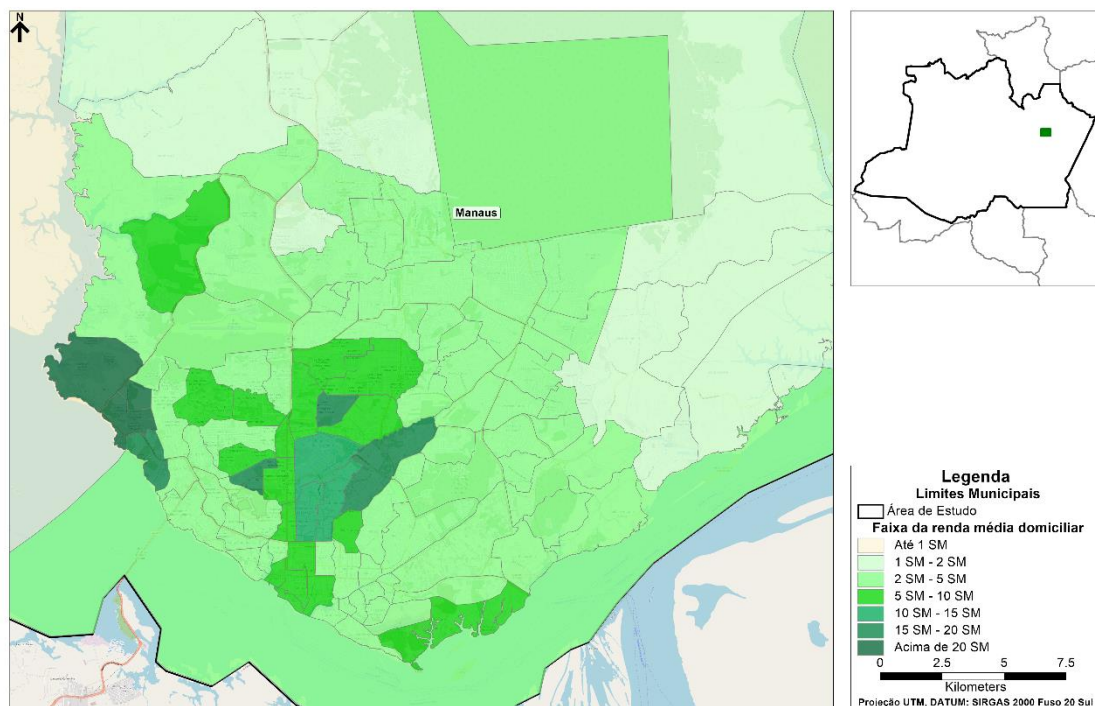 N
Manaus
Legenda
Limites Municipais
Área de Estudo
Faixa da renda média domiciliar
Até 1 SM
1 SM - 2 SM
2 SM - 5 SM
5 SM - 10 SM
10 SM - 15 SM
15 SM - 20 SM
Acima de 20 SM
0 2.5 5 7.5
Kilometers
Projeção UTM, DATUM: SIRGAS 2000 Fuso 20 Sul